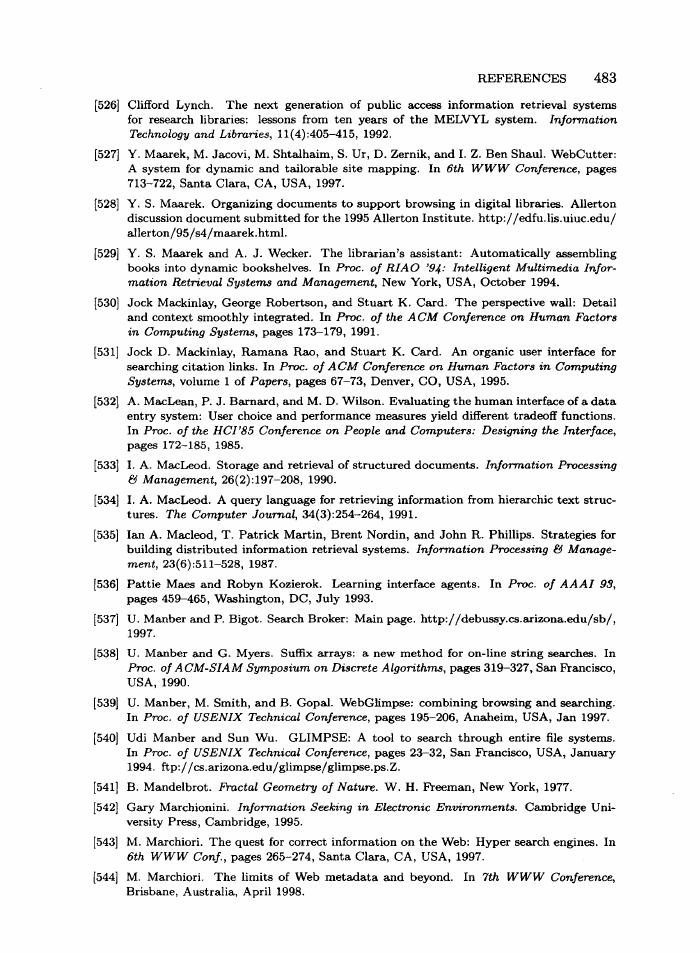 REFERENCES 483
[526] Clifford Lynch. The next generation of public access information retrieval systems
for research libraries: lessons from ten years of the MELVYL system. Information
Technology and Libraries, 11(4):405–415, 1992.
[527] Y. Maarek, M. Jacovi, M. Shtalhaim, S. Ur, D. Zernik, and I. Z. Ben Shaul. WebCutter:
A system for dynamic and tailorable site mapping. In 6th WWW Conference, pages
713–722, Santa Clara, CA, USA, 1997.
[528] Y. S. Maarek. Organizing documents to support browsing in digital libraries. Allerton
discussion document submitted for the 1995 Allerton Institute. http://edfu.lis.uiuc.edu/
allerton/95/s4/maarek.html.
[529] Y. S. Maarek and A. J. Wecker. The librarian's assistant: Automatically assembling
books into dynamic bookshelves. In Proc. of RIAO '94: Intelligent Multimedia Infor-
mation Retrieval Systems and Management, New York, USA, October 1994.
[530] Jock Mackinlay, George Robertson, and Stuart K. Card. The perspective wall: Detail
and context smoothly integrated. In Proc. of the ACM Conference on Human Factors
in Computing Systems, pages 173–179, 1991.
[531] Jock D. Mackinlay, Ramana Rao, and Stuart K. Card. An organic user interface for
searching citation links. In Proc. of ACM Conference on Human Factors in Computing
Systems, volume 1 of Papers, pages 67–73, Denver, CO, USA, 1995.
[532] A. MacLean, P. J. Barnard, and M. D. Wilson. Evaluating the human interface of a data
entry system: User choice and performance measures yield different tradeoff functions.
In Proc. of the HCI'85 Conference on People and Computers: Designing the Interface,
pages 172–185, 1985.
[533] I. A. MacLeod. Storage and retrieval of structured documents. Information Processing
& Management, 26(2):197–208, 1990.
[534] I. A. MacLeod. A query language for retrieving information from hierarchic text struc-
tures. The Computer Journal, 34(3):254–264, 1991.
[535] Ian A. Macleod, T. Patrick Martin, Brent Nordin, and John R. Phillips. Strategies for
building distributed information retrieval systems. Information Processing & Manage-
ment, 23(6):511–528, 1987.
[536] Pattie Maes and Robyn Kozierok. Learning interface agents. In Proc. of AAAI 93,
pages 459–465, Washington, DC, July 1993.
[537] U. Manber and P. Bigot. Search Broker: Main page. http://debussy.cs.arizona.edu/sb/,
1997.
[538] U. Manber and G. Myers. Suffix arrays: a new method for on-line string searches. In
Proc. of ACM-SIAM Symposium on Discrete Algorithms, pages 319–327, San Francisco,
USA, 1990.
[539] U. Manber, M. Smith, and B. Gopal. WebGlimpse: combining browsing and searching.
In Proc. of USENIX Technical Conference, pages 195–206, Anaheim, USA, Jan 1997.
[540] Udi Manber and Sun Wu. GLIMPSE: A tool to search through entire file systems.
In Proc. of USENIX Technical Conference, pages 23–32, San Francisco, USA, January
1994. ftp://cs.arizona.edu/glimpse/glimpse.ps.Z.
[541] B. Mandelbrot. Fractal Geometry of Nature. W. H. Freeman, New York, 1977.
[542] Gary Marchionini. Information Seeking in Electronic Environments. Cambridge Uni-
versity Press, Cambridge, 1995.
[543] M. Marchiori. The quest for correct information on the Web: Hyper search engines. In
6th WWW Conf., pages 265–274, Santa Clara, CA, USA, 1997.
[544] M. Marchiori. The limits of Web metadata and beyond. In 7th WWW Conference,
Brisbane, Australia, April 1998.